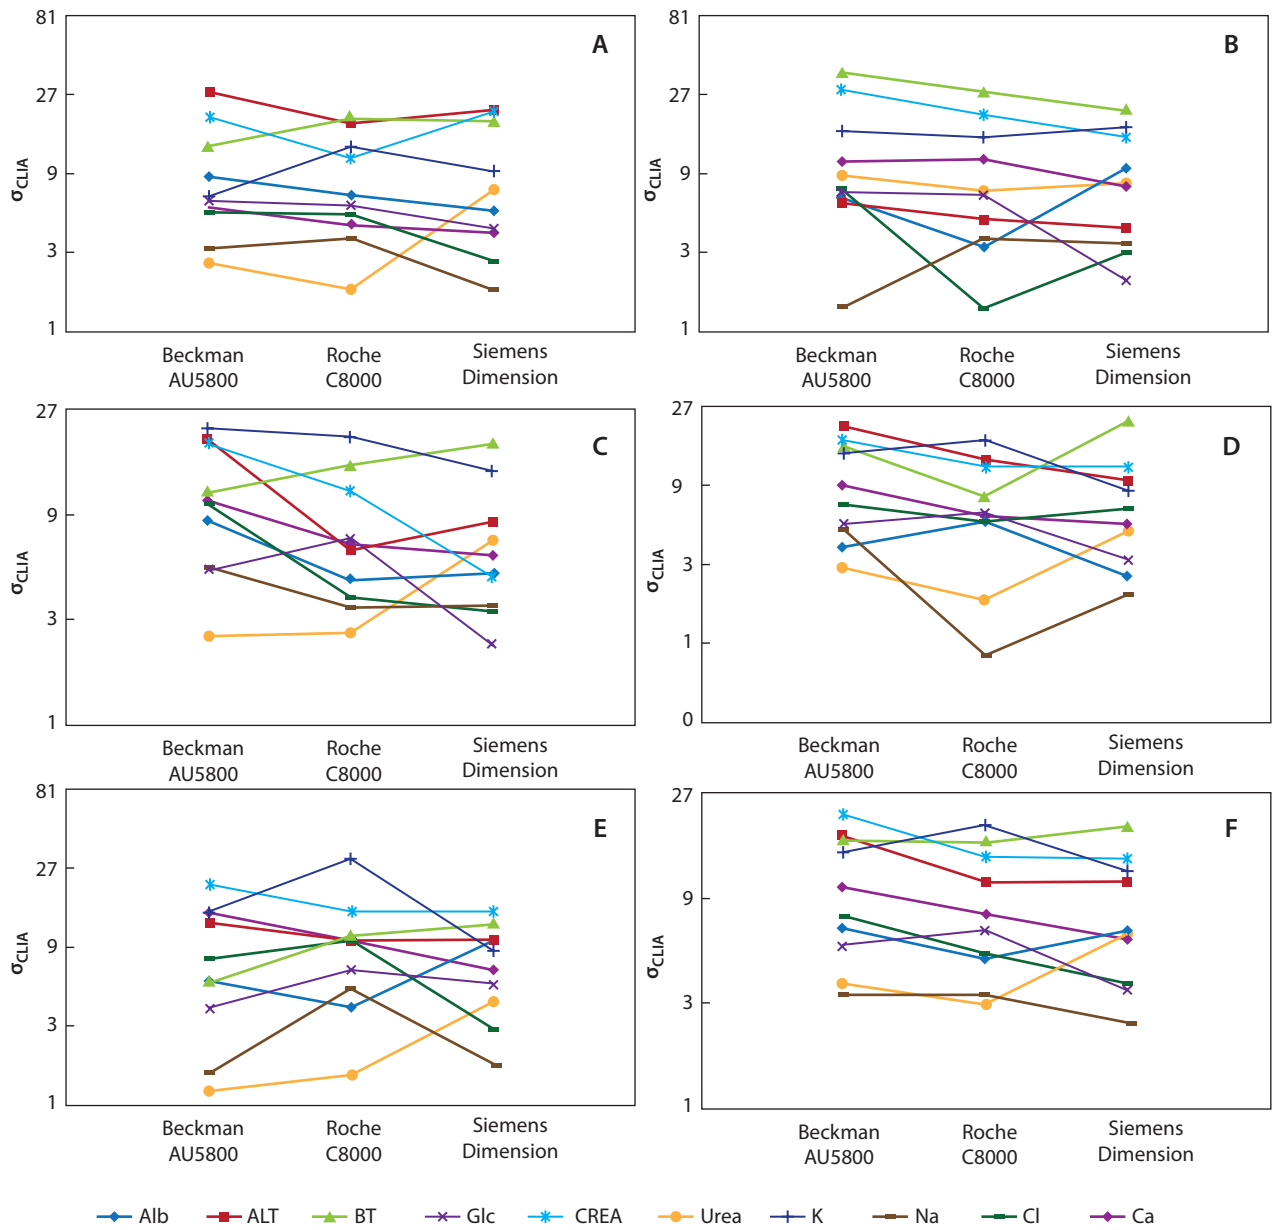 81
27
9
3
1
σCLIA
A
Beckman AU5800
Roche C8000
Siemens Dimension
81
27
9
3
1
σCLIA
B
Beckman AU5800
Roche C8000
Siemens Dimension
27
9
3
1
σCLIA
C
Beckman AU5800
Roche C8000
Siemens Dimension
27
9
3
1
0
σCLIA
D
Beckman AU5800
Roche C8000
Siemens Dimension
81
27
9
3
1
σCLIA
E
Beckman AU5800
Roche C8000
Siemens Dimension
27
9
3
1
σCLIA
F
Beckman AU5800
Roche C8000
Siemens Dimension
Alb ALT BT Glc CREA Urea K Na Cl Ca